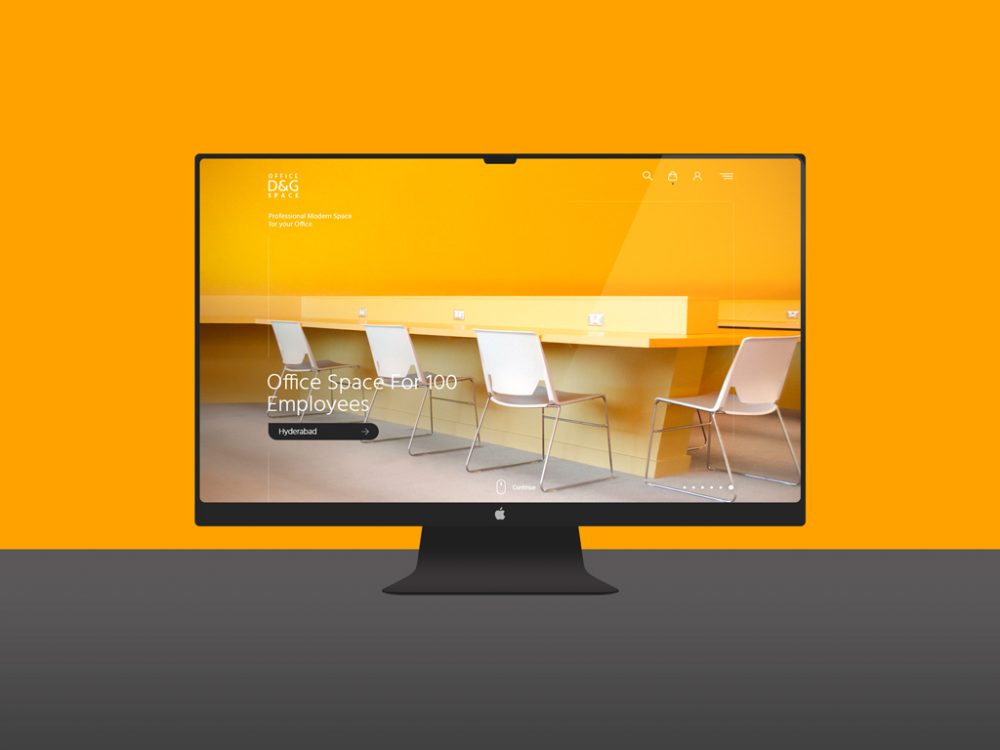 OFFICE
D&G
SPACE
Professional Modern Space
for your Office
Office Space For 100
Employees
Hyderabad
Continue